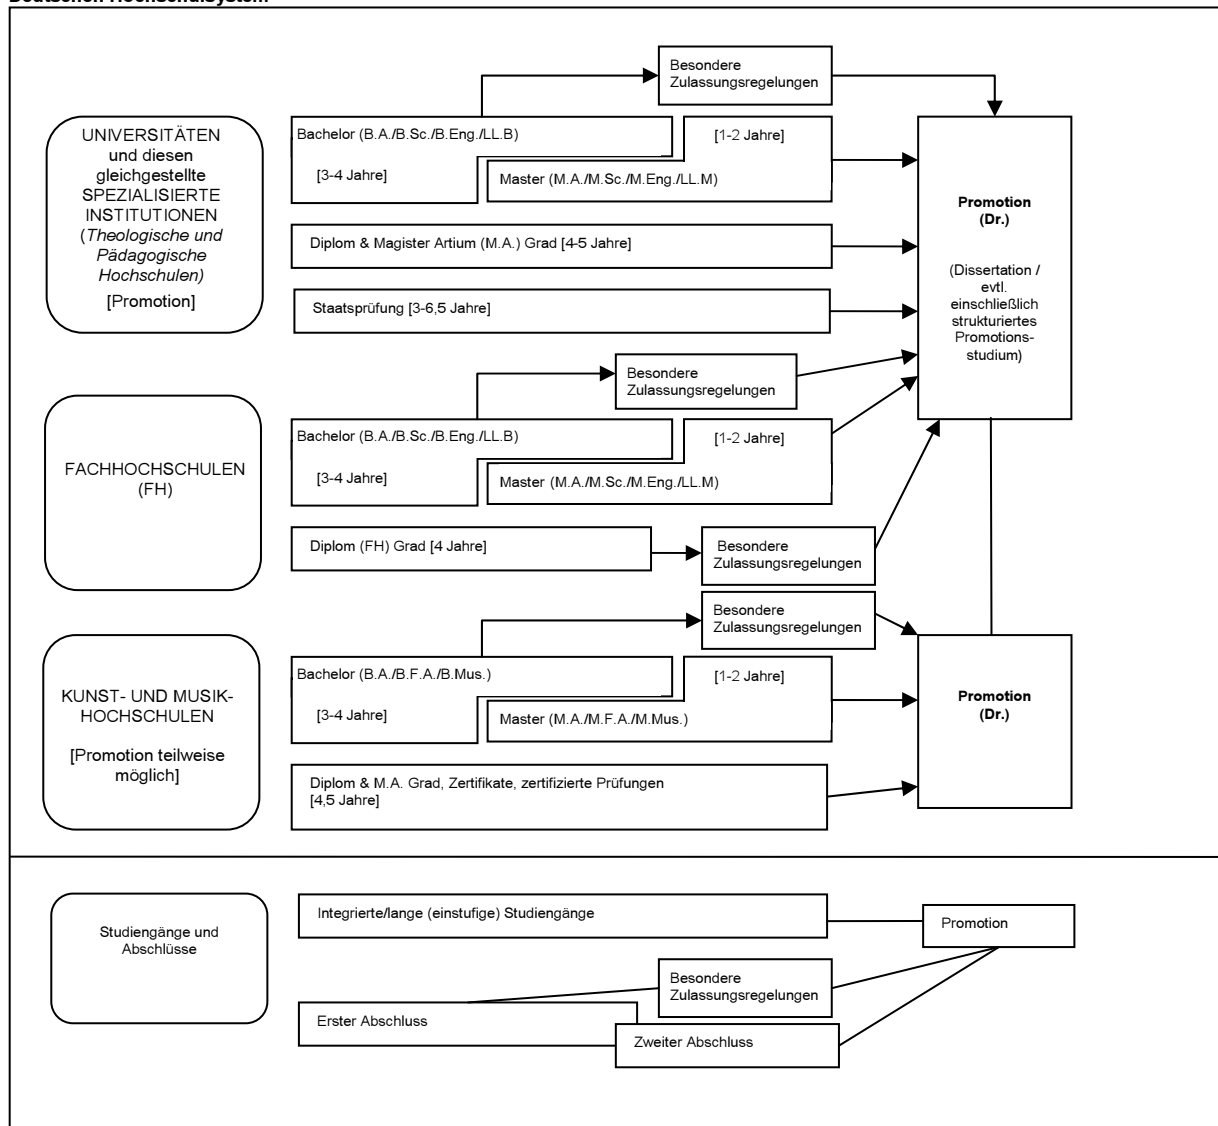 Deutschen Hochschulsystem
Besondere
Zulassungsregelungen
UNIVERSITÄTEN
und diesen
gleichgestellte
SPEZIALISIERTE
INSTITUTIONEN
(Theologische und
Pädagogische
Hochschulen)
[Promotion]
Bachelor (B.A./B.Sc./B.Eng./LL.B)
[3-4 Jahre]
[1-2 Jahre]
Master (M.A./M.Sc./M.Eng./LL.M)
Diplom & Magister Artium (M.A.) Grad [4-5 Jahre]
Staatsprüfung [3-6,5 Jahre]
Promotion
(Dr.)
(Dissertation /
evtl.
einschließlich
strukturiertes
Promotions-
studium)
FACHHOCHSCHULEN
(FH)
Besondere
Zulassungsregelungen
Bachelor (B.A./B.Sc./B.Eng./LL.B)
[3-4 Jahre]
[1-2 Jahre]
Master (M.A./M.Sc./M.Eng./LL.M)
Diplom (FH) Grad [4 Jahre]
Besondere
Zulassungsregelungen
KUNST- UND MUSIK-
HOCHSCHULEN
[Promotion teilweise
möglich]
Besondere
Zulassungsregelungen
Bachelor (B.A./B.F.A./B.Mus.)
[3-4 Jahre]
[1-2 Jahre]
Master (M.A./M.F.A./M.Mus.)
Diplom & M.A. Grad, Zertifikate, zertifizierte Prüfungen
[4,5 Jahre]
Promotion
(Dr.)
Studiengänge und
Abschlüsse
Integrierte/lange (einstufige) Studiengänge
Promotion
Besondere
Zulassungsregelungen
Erster Abschluss
Zweiter Abschluss